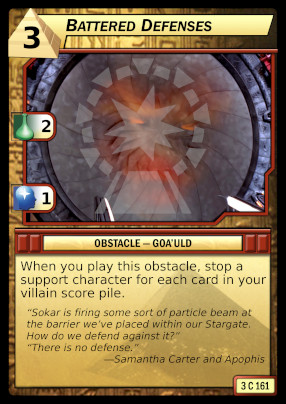 3
BATTERED DEFENSES
2
1
OBSTACLE — GOA'ULD
When you play this obstacle, stop a
support character for each card in your
villain score pile.
“Sokar is firing some sort of particle beam at
the barrier we’ve placed within our Stargate.
How do we defend against it?”
“There is no defense.”
—Samantha Carter and Apophis
3 C 161